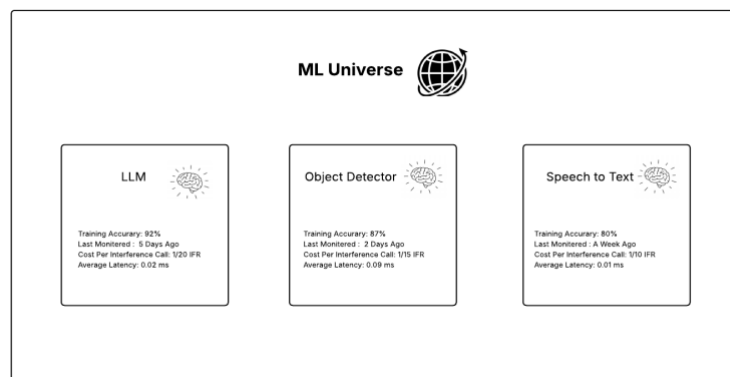 ML Universe
LLM
Training Accurary: 92%
Last Monitered : 5 Days Ago
Cost Per Interference Call: 1/20 IFR
Average Latency: 0.02 ms
Object Detector
Training Accurary: 87%
Last Monitered : 2 Days Ago
Cost Per Interference Call: 1/15 IFR
Average Latency: 0.09 ms
Speech to Text
Training Accurary: 80%
Last Monitered : A Week Ago
Cost Per Interference Call: 1/10 IFR
Average Latency: 0.01 ms